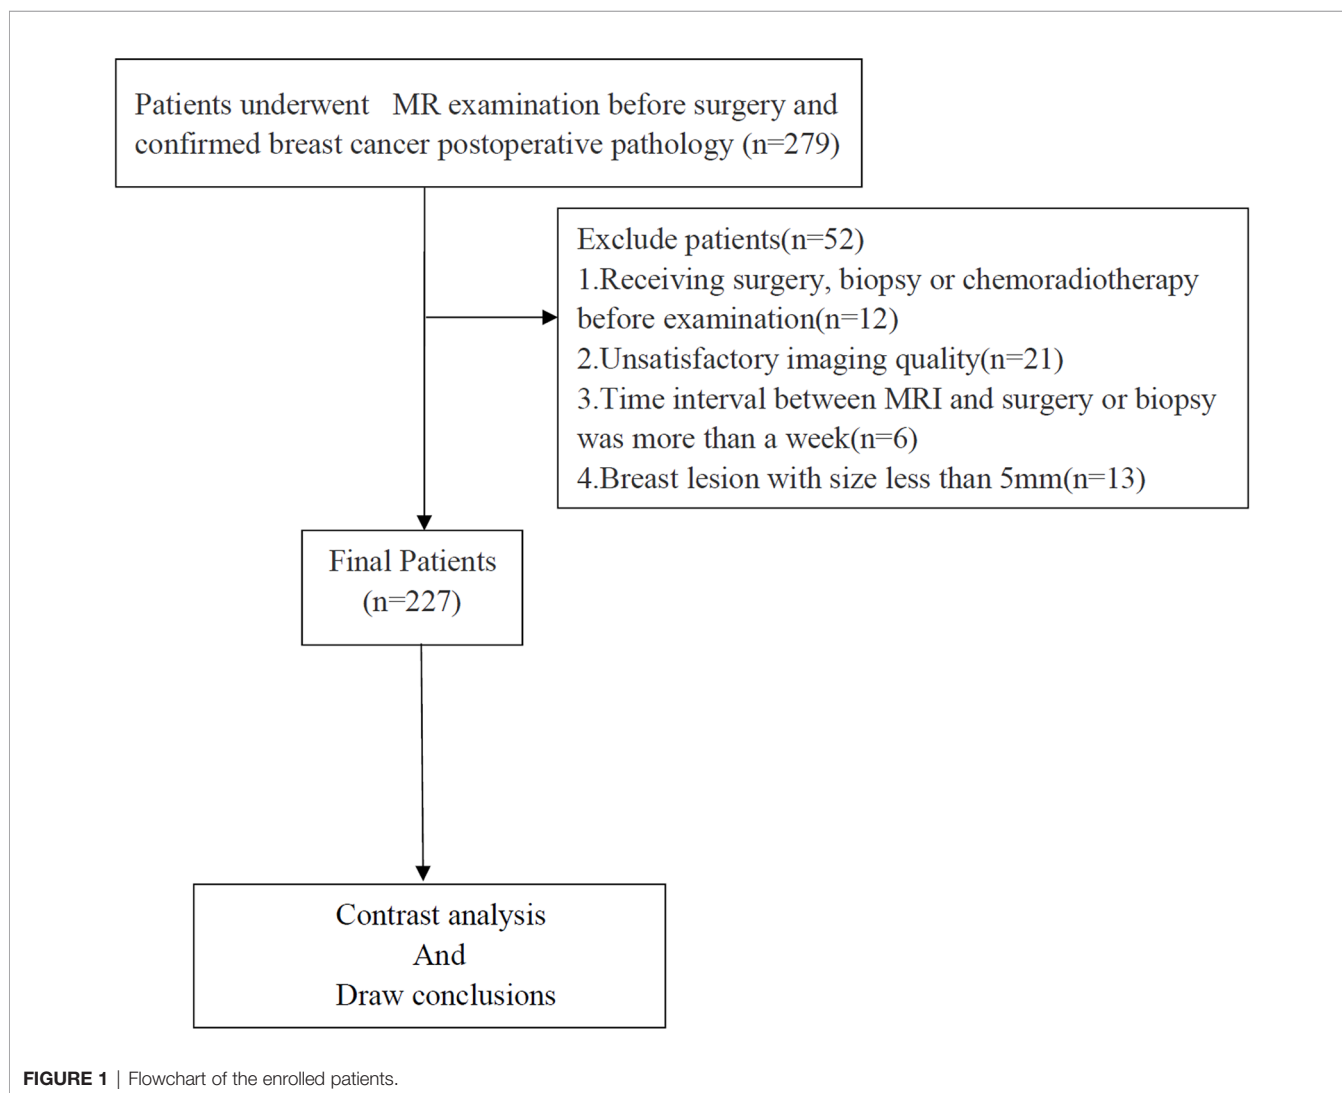 Patients underwent MR examination before surgery and
confirmed breast cancer postoperative pathology (n=279)
Exclude patients(n=52)
1.Receiving surgery, biopsy or chemoradiotherapy
before examination(n=12)
2.Unsatisfactory imaging quality(n=21)
3.Time interval between MRI and surgery or biopsy
was more than a week(n=6)
4.Breast lesion with size less than 5mm(n=13)
Final Patients
(n=227)
Contrast analysis
And
Draw conclusions
FIGURE 1 | Flowchart of the enrolled patients.